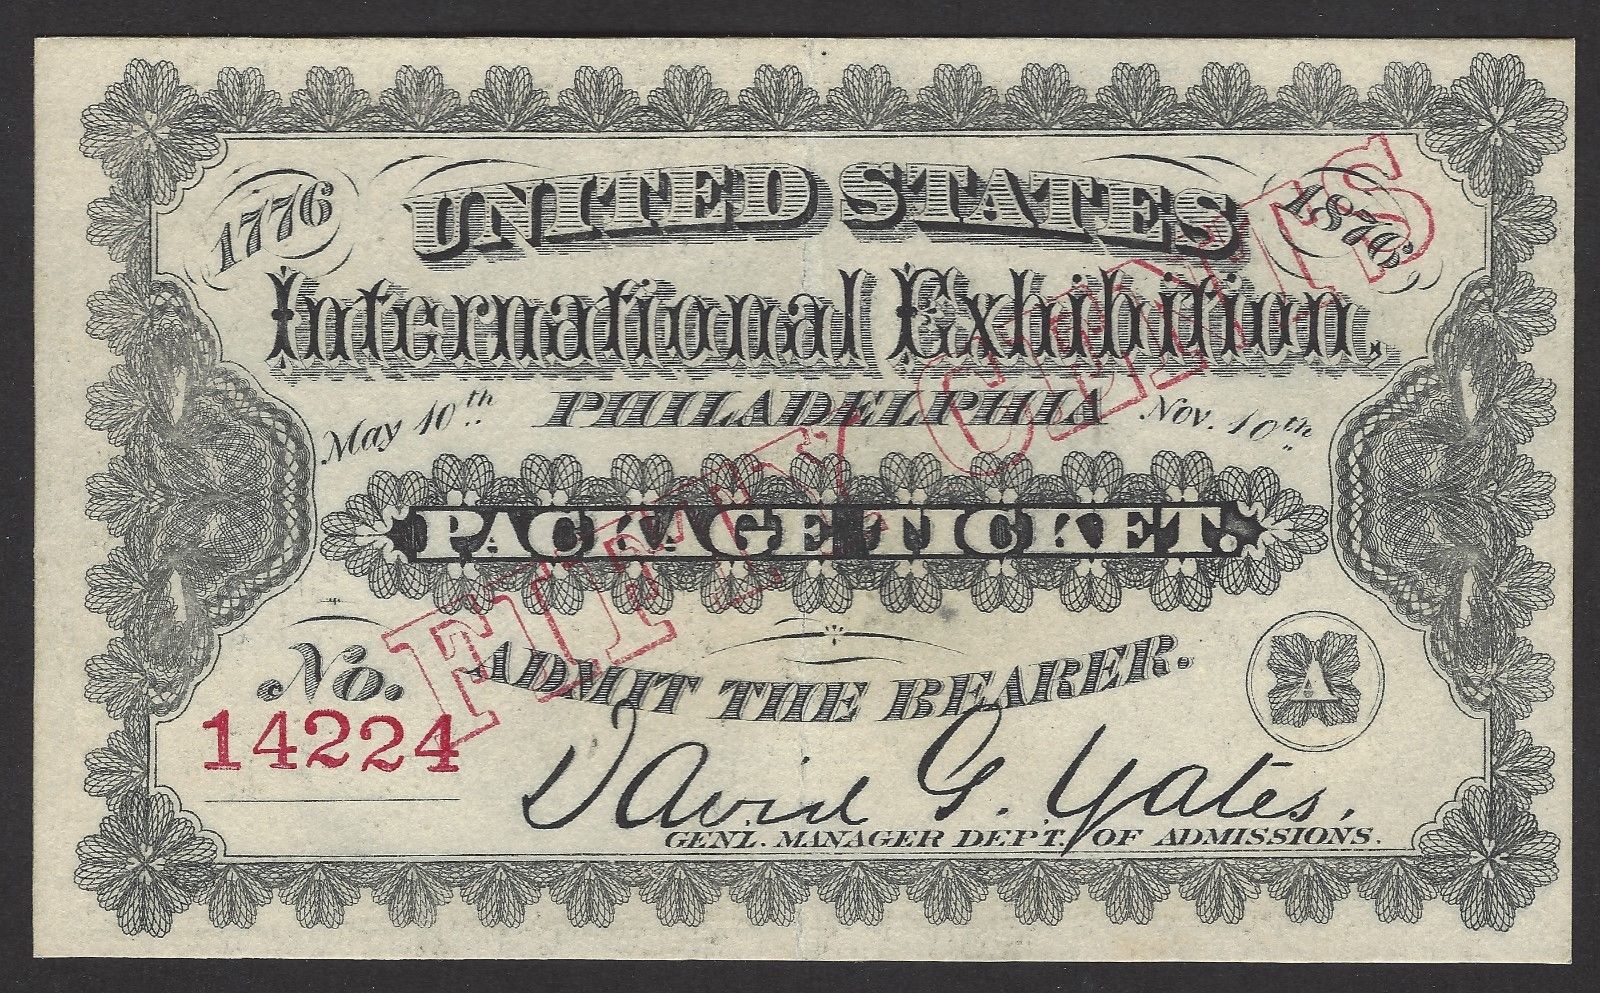 1776 UNITED STATES 1876.
International Exhibition,
May 10th PHILADELPHIA Nov. 10th
PACKAGE TICKET.
FIFTY CENTS
ADMIT THE BEARER.
No.
14224
A
David G. Yates,
GENL. MANAGER DEPT. OF ADMISSIONS.